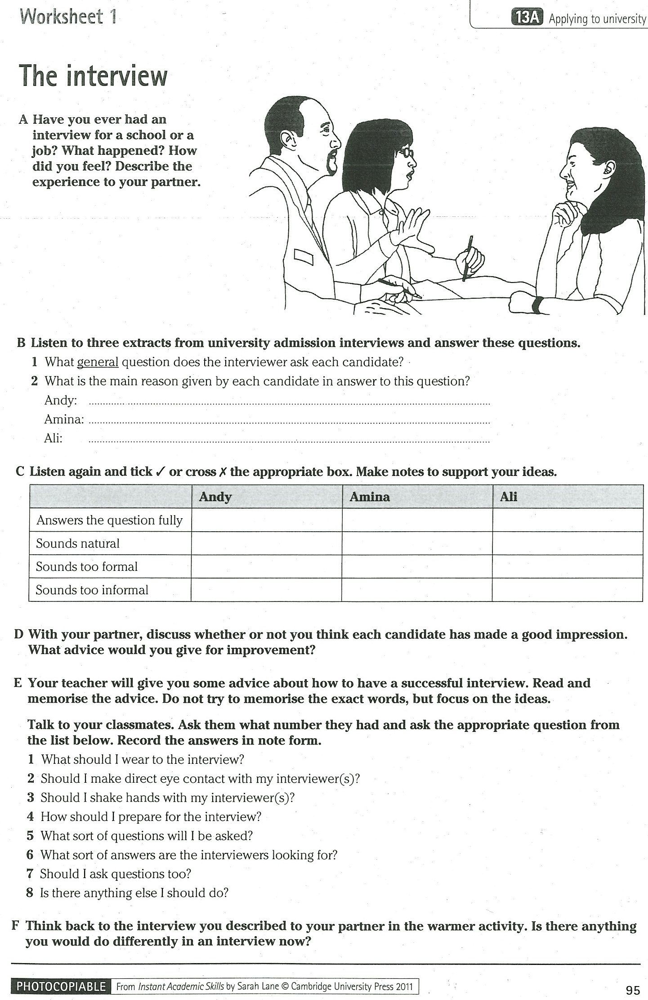 Worksheet 1
13A Applying to university
The interview
A Have you ever had an
interview for a school or a
job? What happened? How
did you feel? Describe the
experience to your partner.
B Listen to three extracts from university admission interviews and answer these questions.
1 What general question does the interviewer ask each candidate?
2 What is the main reason given by each candidate in answer to this question?
Andy: ........................................................................
Amina: ........................................................................
Ali: ........................................................................
C Listen again and tick ✓ or cross ✗ the appropriate box. Make notes to support your ideas.
Andy Amina Ali
Answers the question fully
Sounds natural
Sounds too formal
Sounds too informal
D With your partner, discuss whether or not you think each candidate has made a good impression.
What advice would you give for improvement?
E Your teacher will give you some advice about how to have a successful interview. Read and
memorise the advice. Do not try to memorise the exact words, but focus on the ideas.
Talk to your classmates. Ask them what number they had and ask the appropriate question from
the list below. Record the answers in note form.
1 What should I wear to the interview?
2 Should I make direct eye contact with my interviewer(s)?
3 Should I shake hands with my interviewer(s)?
4 How should I prepare for the interview?
5 What sort of questions will I be asked?
6 What sort of answers are the interviewers looking for?
7 Should I ask questions too?
8 Is there anything else I should do?
F Think back to the interview you described to your partner in the warmer activity. Is there anything
you would do differently in an interview now?
PHOTOCOPIABLE From Instant Academic Skills by Sarah Lane © Cambridge University Press 2011
95